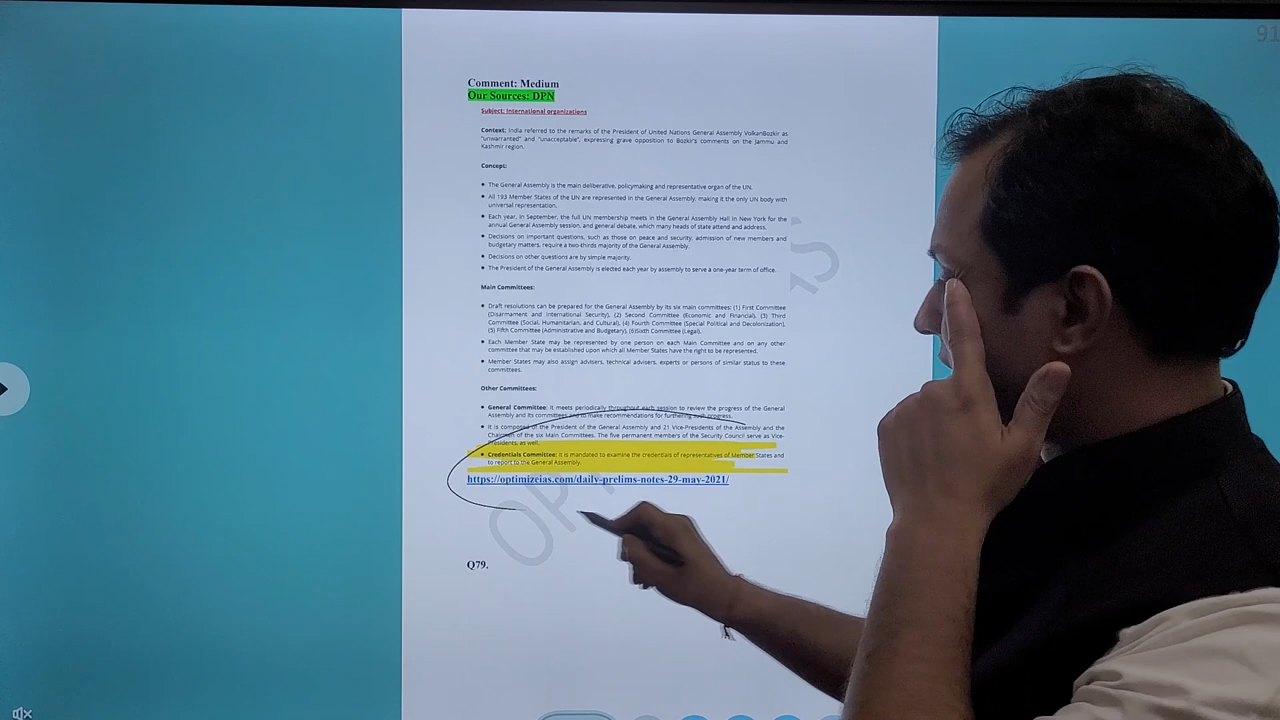 91
Comment: Medium
Our Sources: DPN
Subject: International organizations
Context: India referred to the remarks of the President of United Nations General Assembly VolkanBozkir as
"unwarranted" and "unacceptable", expressing grave opposition to Bozkir's comments on the Jammu and
Kashmir region.
Concept:
• The General Assembly is the main deliberative, policymaking and representative organ of the UN.
• All 193 Member States of the UN are represented in the General Assembly, making it the only UN body with
universal representation.
• Each year, in September, the full UN membership meets in the General Assembly Hall in New York for the
annual General Assembly session, and general debate, which many heads of state attend and address.
• Decisions on important questions, such as those on peace and security, admission of new members and
budgetary matters, require a two-thirds majority of the General Assembly.
• Decisions on other questions are by simple majority.
• The President of the General Assembly is elected each year by assembly to serve a one-year term of office.
Main Committees:
• Draft resolutions can be prepared for the General Assembly by its six main committees: (1) First Committee
(Disarmament and International Security), (2) Second Committee (Economic and Financial), (3) Third
Committee (Social, Humanitarian, and Cultural), (4) Fourth Committee (Special Political and Decolonization),
(5) Fifth Committee (Administrative and Budgetary), (6)Sixth Committee (Legal).
• Each Member State may be represented by one person on each Main Committee and on any other
committee that may be established upon which all Member States have the right to be represented.
• Member States may also assign advisers, technical advisers, experts or persons of similar status to these
committees.
Other Committees:
• General Committee: It meets periodically throughout each session to review the progress of the General
Assembly and its committees and to make recommendations for furthering such progress.
• It is composed of the President of the General Assembly and 21 Vice-Presidents of the Assembly and the
Chairmen of the six Main Committees. The five permanent members of the Security Council serve as Vice-
Presidents, as well.
• Credentials Committee: It is mandated to examine the credentials of representatives of Member States and
to report to the General Assembly.
https://optimizeias.com/daily-prelims-notes-29-may-2021/
Q79.